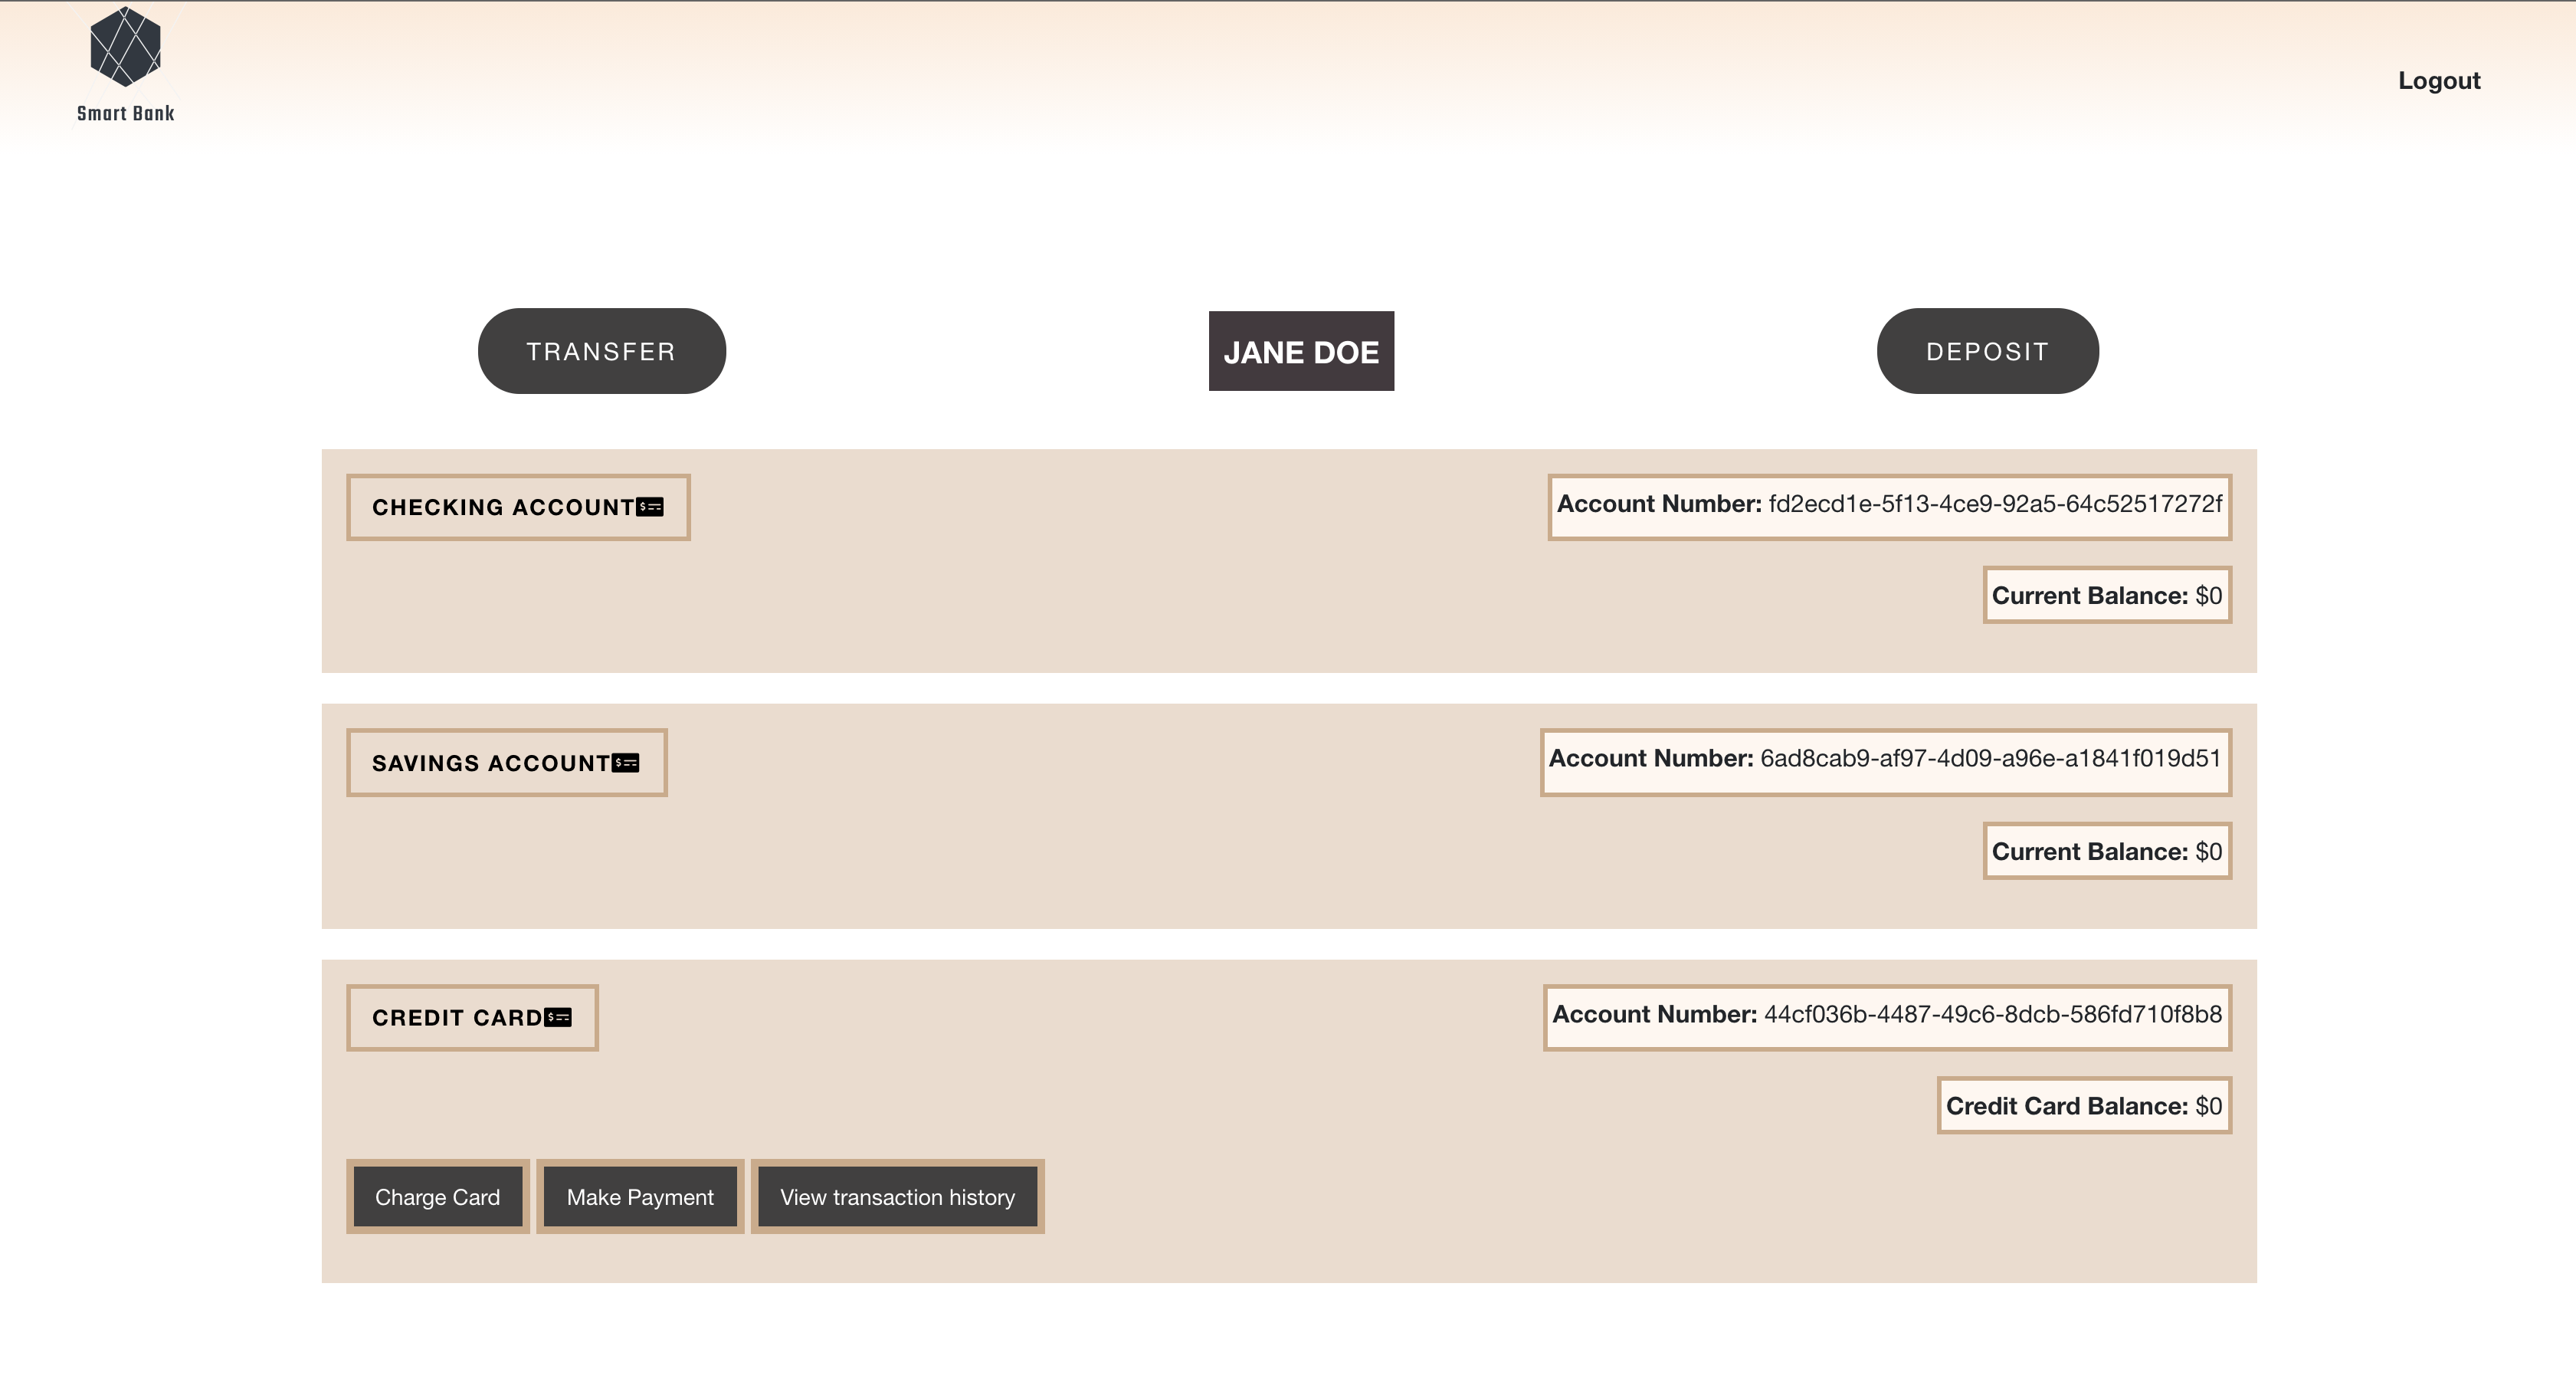 Smart Bank
Logout
TRANSFER
JANE DOE
DEPOSIT
CHECKING ACCOUNT
Account Number: fd2ecd1e-5f13-4ce9-92a5-64c52517272f
Current Balance: $0
SAVINGS ACCOUNT
Account Number: 6ad8cab9-af97-4d09-a96e-a1841f019d51
Current Balance: $0
CREDIT CARD
Account Number: 44cf036b-4487-49c6-8dcb-586fd710f8b8
Credit Card Balance: $0
Charge Card
Make Payment
View transaction history